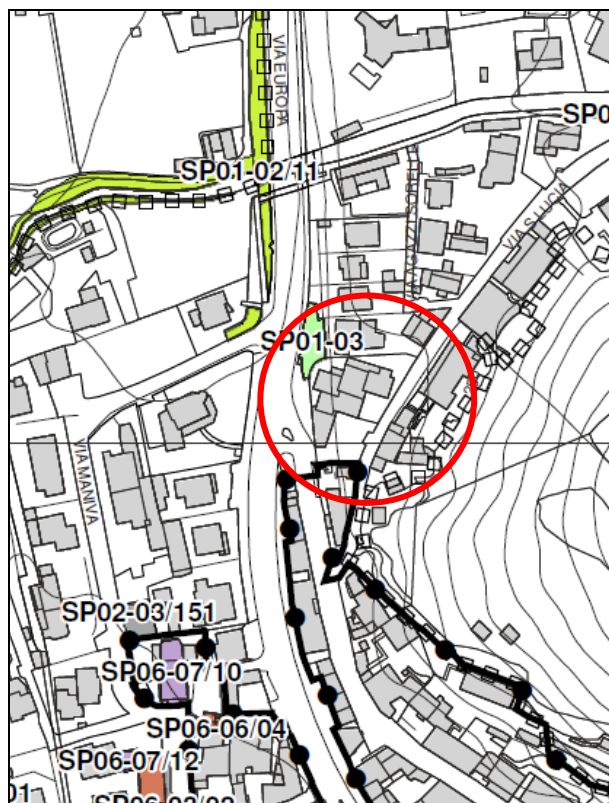 VIA EUROPA
SP0
SP01-02/11
VIA S.LUCIA
SP01-03
VIA MANIVA
SP02-03/151
SP06-07/10
SP06-06/04
SP06-07/12
01